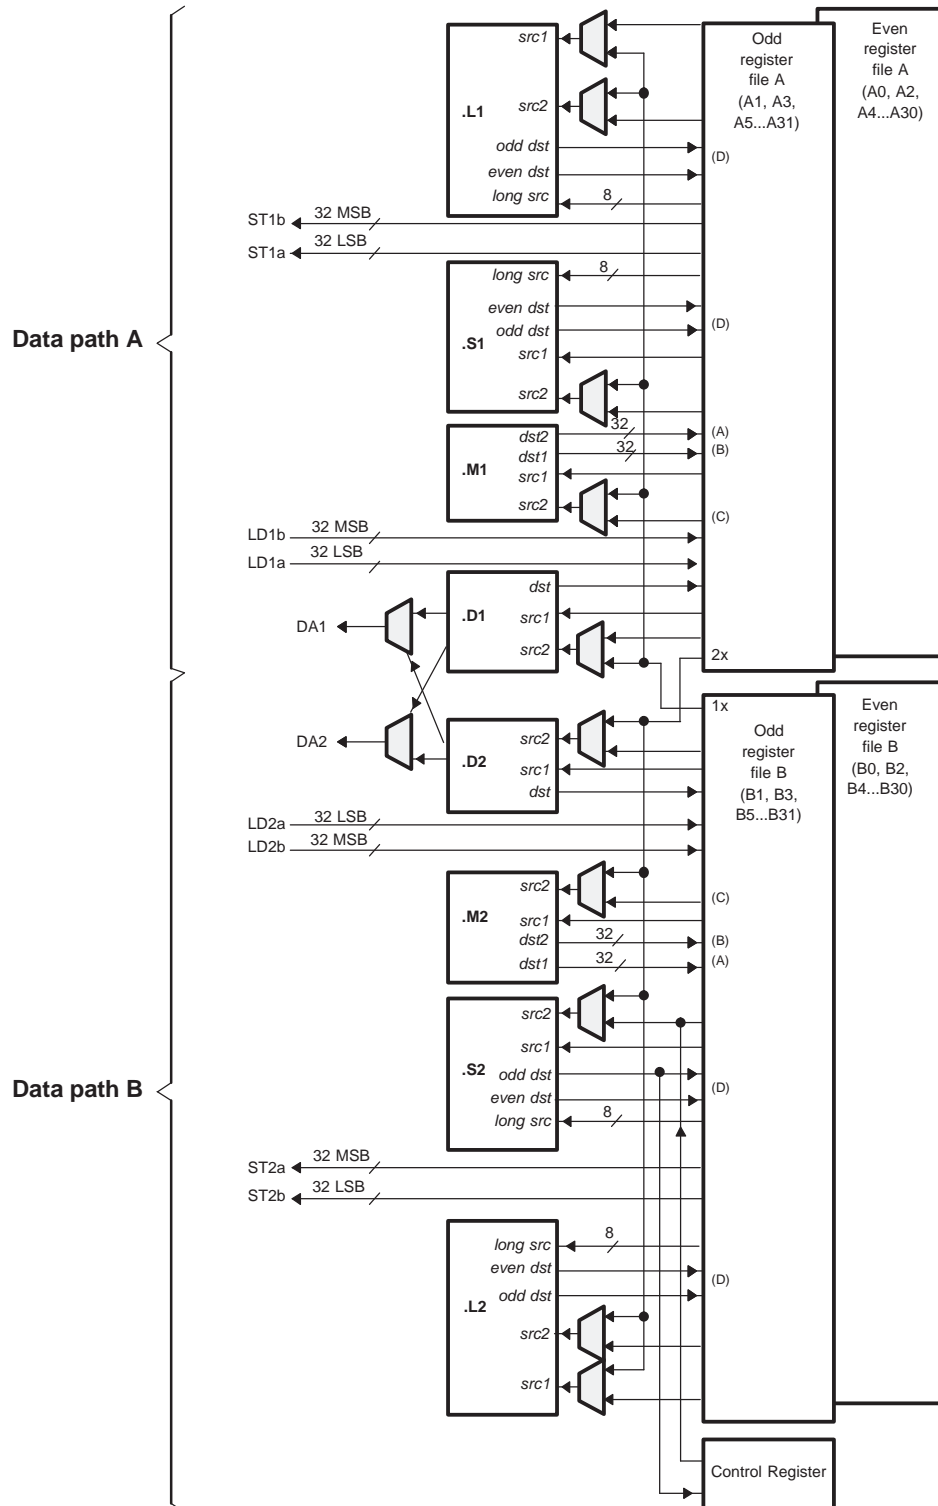 Data path A
Data path B
src1
src2
.L1
odd dst
even dst
long src
8
ST1b
32 MSB
ST1a
32 LSB
long src
8
even dst
odd dst
.S1
src1
src2
dst2
32
dst1
32
.M1
src1
src2
LD1b
32 MSB
LD1a
32 LSB
dst
.D1
src1
src2
DA1
DA2
src2
.D2
src1
dst
LD2a
32 LSB
LD2b
32 MSB
src2
.M2
src1
dst2
32
dst1
32
src2
src1
.S2
odd dst
even dst
long src
8
ST2a
32 MSB
ST2b
32 LSB
long src
8
even dst
odd dst
.L2
src2
src1
Odd
register
file A
(A1, A3,
A5...A31)
(D)
(D)
(A)
(B)
(C)
2x
Even
register
file A
(A0, A2,
A4...A30)
1x
Odd
register
file B
(B1, B3,
B5...B31)
(C)
(B)
(A)
(D)
(D)
Even
register
file B
(B0, B2,
B4...B30)
Control Register